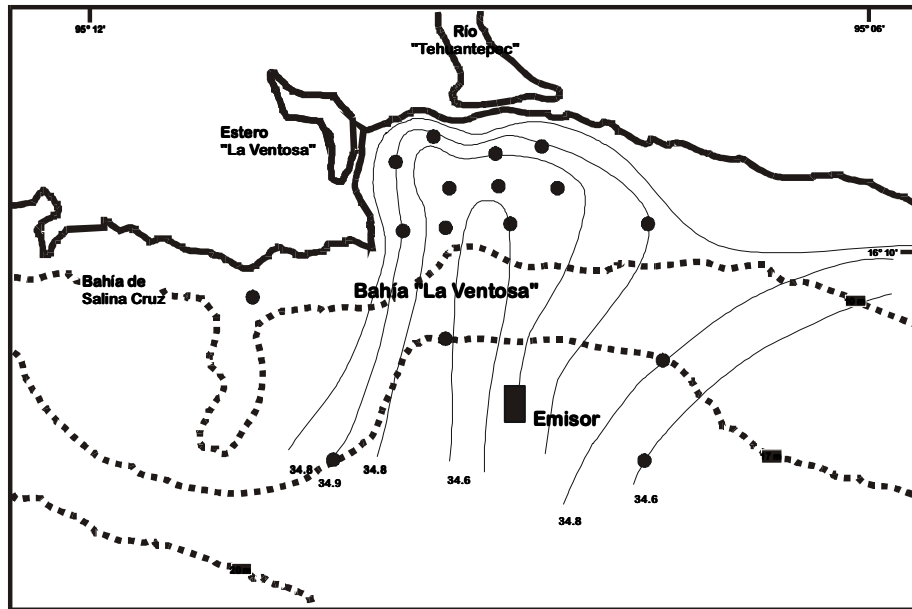 95° 12'
95° 06'
Río
"Tehuantepec"
Estero
"La Ventosa"
16° 10"
Bahía de
Salina Cruz
Bahía "La Ventosa"
Emisor
34.8
34.9
34.8
34.6
34.6
34.8
20 m